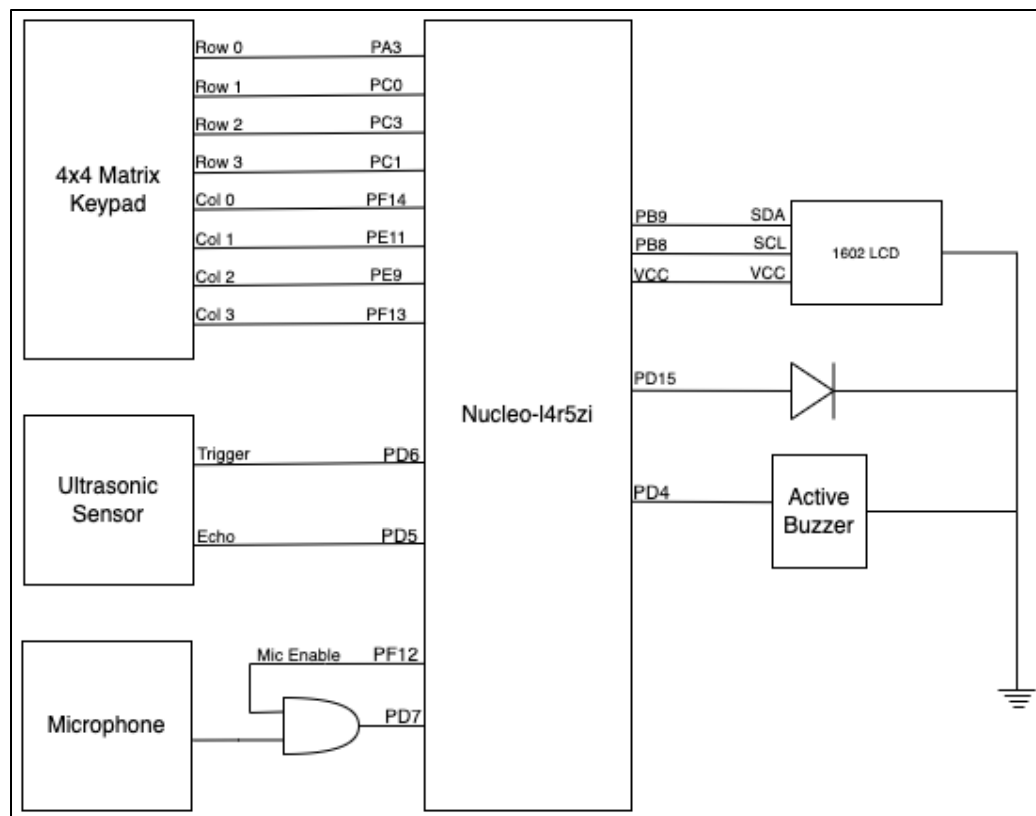 Row 0 PA3
Row 1 PC0
Row 2 PC3
Row 3 PC1
4x4 Matrix
Keypad
Col 0 PF14
Col 1 PE11
Col 2 PE9
Col 3 PF13
Ultrasonic
Sensor
Trigger PD6
Echo PD5
Microphone
Mic Enable PF12
PD7
Nucleo-l4r5zi
PB9 SDA
PB8 SCL
VCC VCC
1602 LCD
PD15
PD4
Active
Buzzer